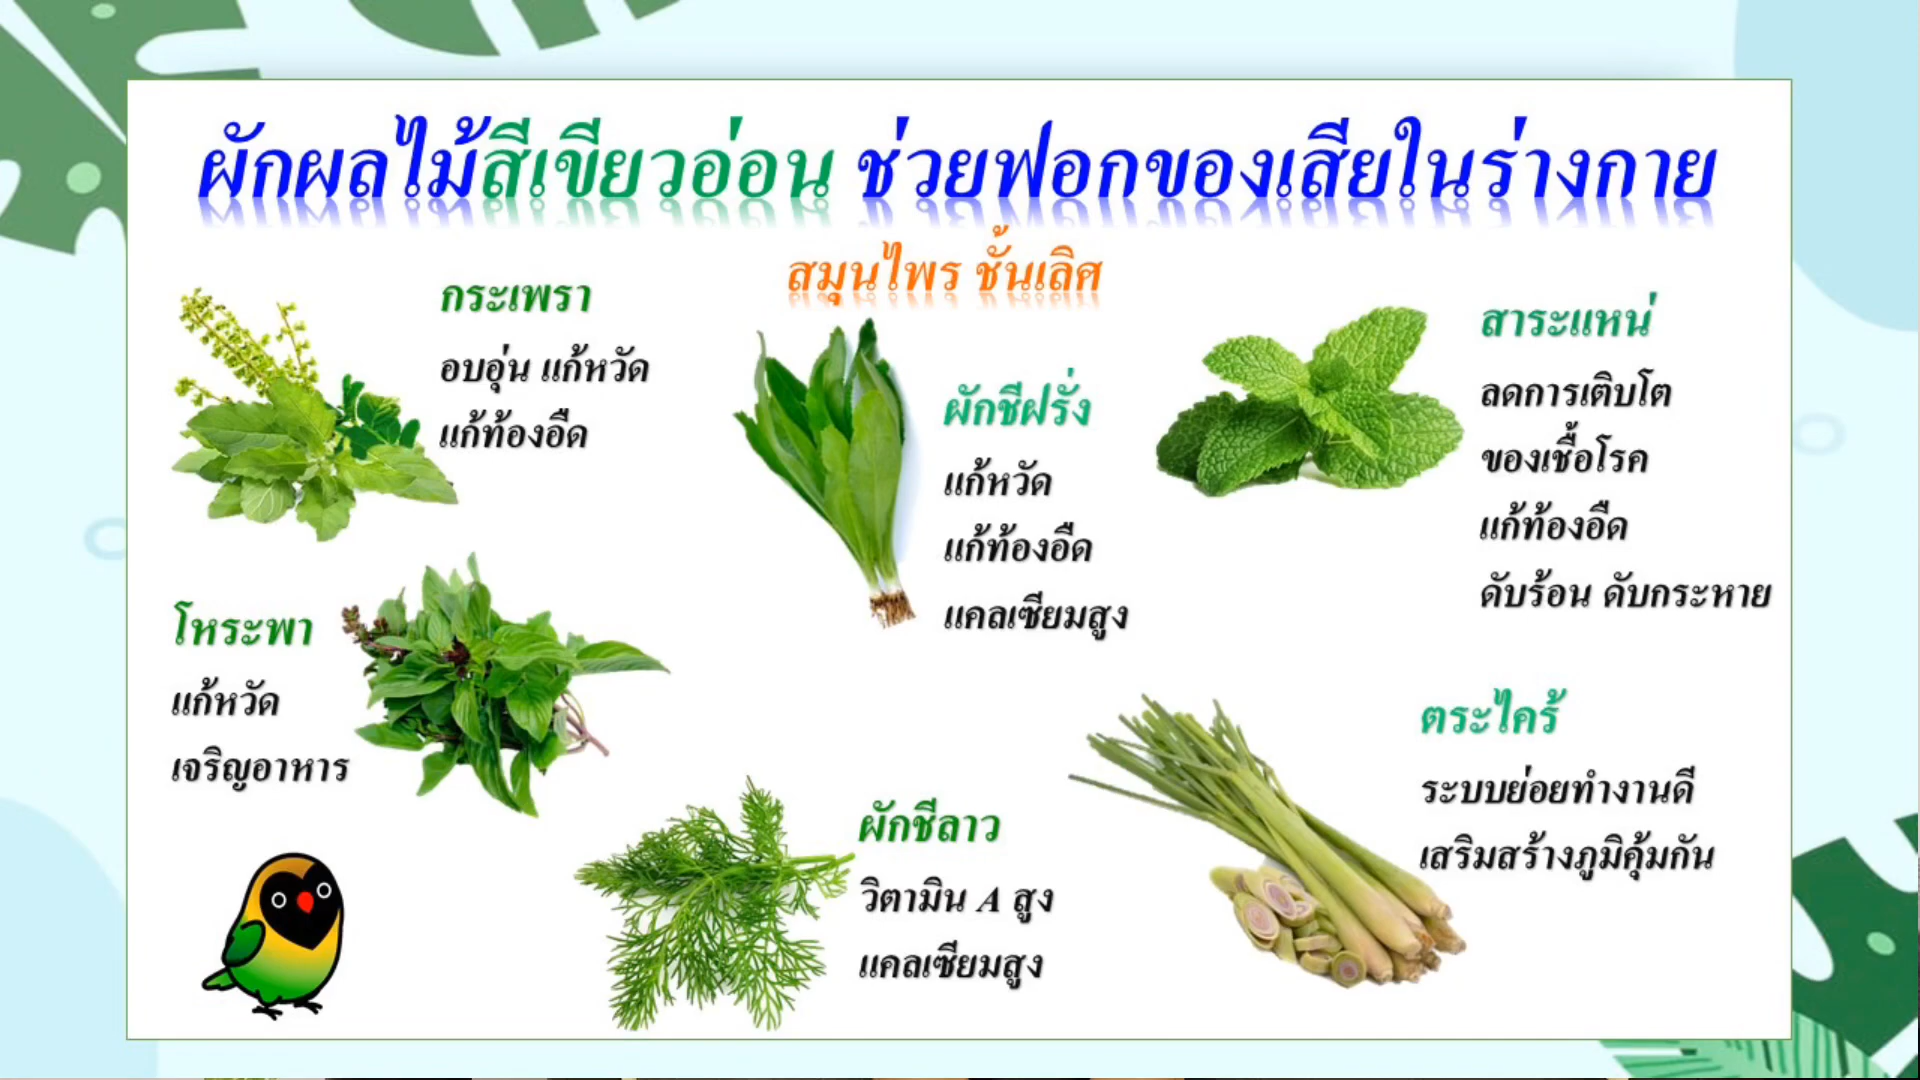 ผักผลไม้สีเขียวอ่อน ช่วยฟอกของเสียในร่างกาย
สมุนไพร ชั้นเลิศ
กระเพรา
อบอุ่น แก้หวัด
แก้ท้องอืด
ผักชีฝรั่ง
แก้หวัด
แก้ท้องอืด
แคลเซียมสูง
สาระแหน่
ลดการเติบโต
ของเชื้อโรค
แก้ท้องอืด
ดับร้อน ดับกระหาย
โหระพา
แก้หวัด
เจริญอาหาร
ผักชีลาว
วิตามิน A สูง
แคลเซียมสูง
ตระไคร้
ระบบย่อยทำงานดี
เสริมสร้างภูมิคุ้มกัน